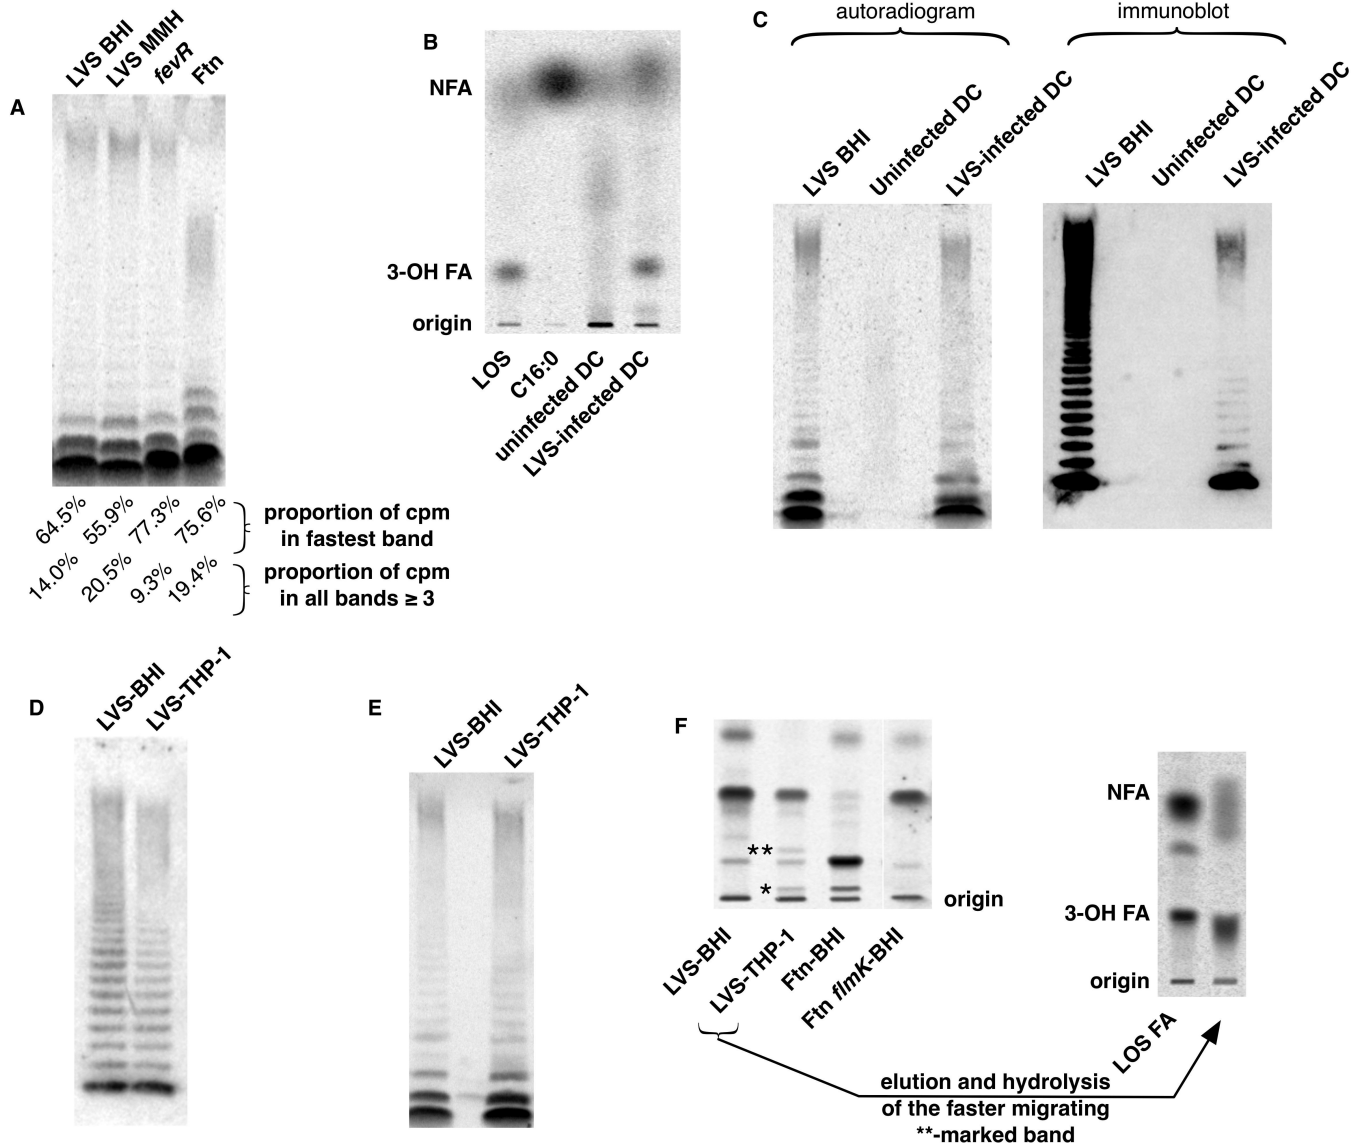 A
LVS BHI
LVS MMH
fevR
Ftn
64.5%
55.9%
77.3%
75.6%
proportion of cpm
in fastest band
14.0%
20.5%
9.3%
19.4%
proportion of cpm
in all bands ≥ 3
B
NFA
3-OH FA
origin
LOS
C16:0
uninfected DC
LVS-infected DC
C
autoradiogram
immunoblot
LVS BHI
Uninfected DC
LVS-infected DC
LVS BHI
Uninfected DC
LVS-infected DC
D
LVS-BHI
LVS-THP-1
E
LVS-BHI
LVS-THP-1
F
**
*
origin
LVS-BHI
LVS-THP-1
Ftn-BHI
Ftn flmK-BHI
NFA
3-OH FA
origin
LOS FA
elution and hydrolysis
of the faster migrating
**-marked band